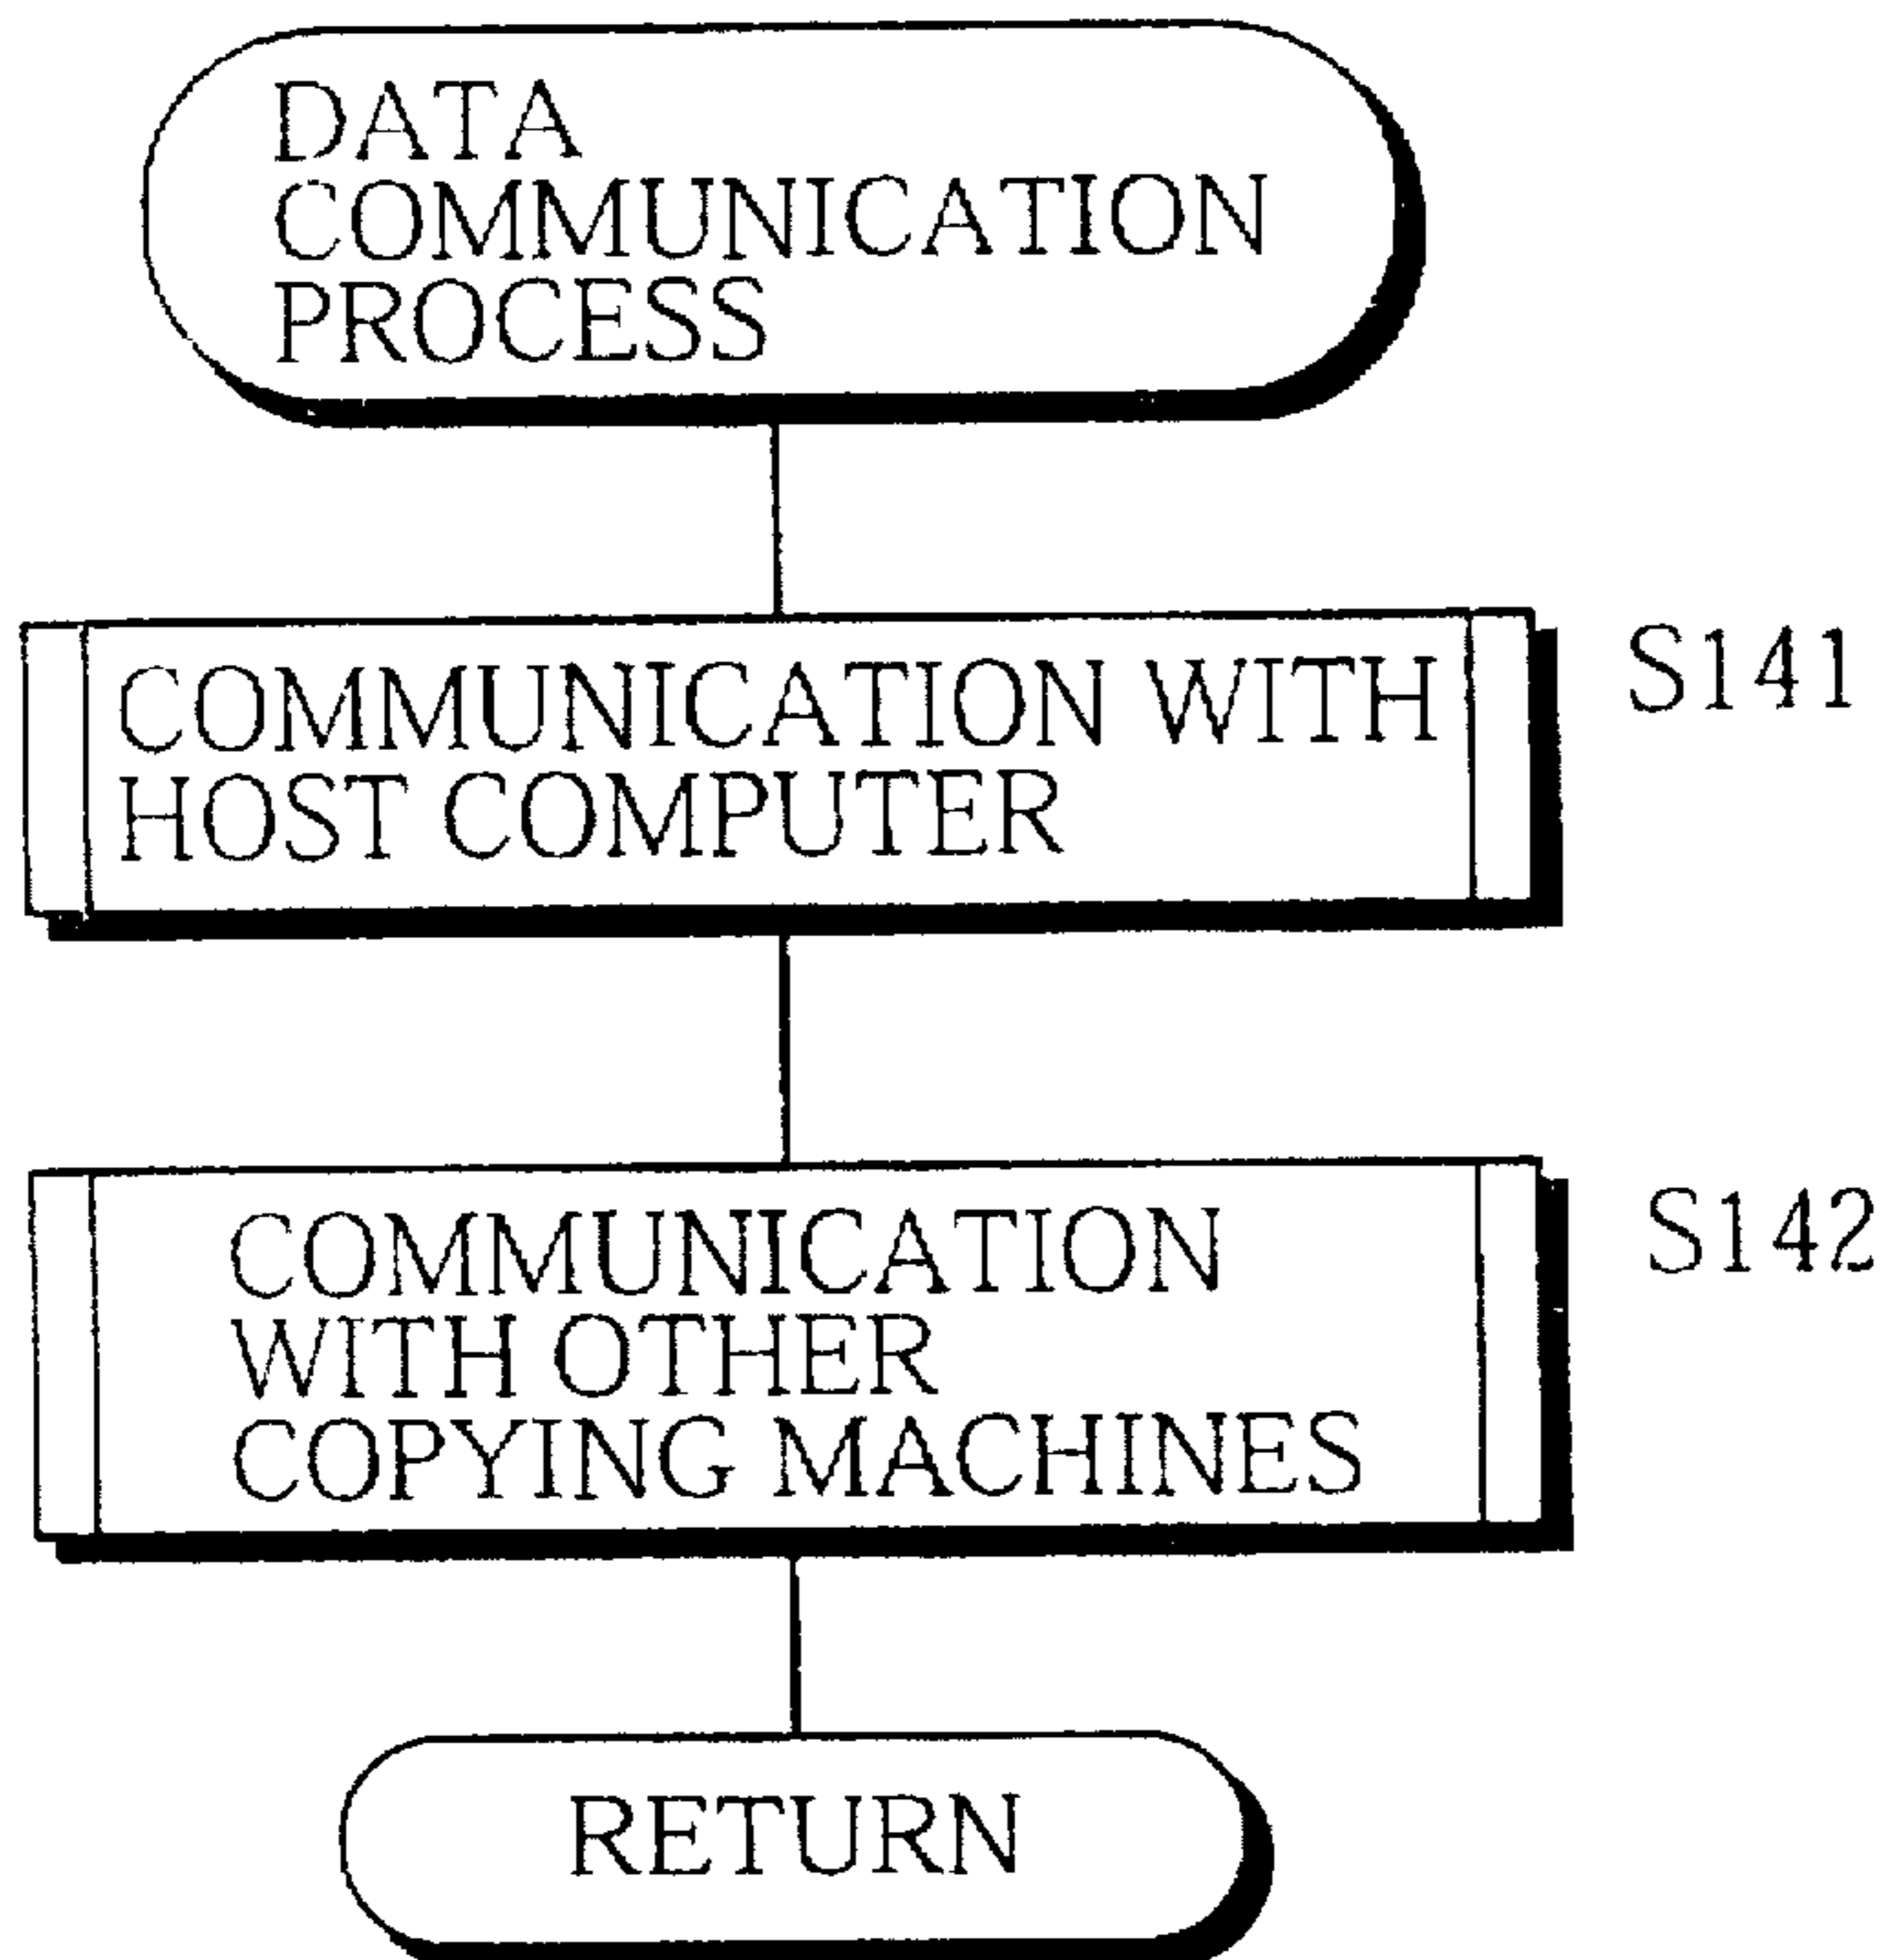 DATA
COMMUNICATION
PROCESS
COMMUNICATION WITH
HOST COMPUTER
S141
COMMUNICATION
WITH OTHER
COPYING MACHINES
S142
RETURN